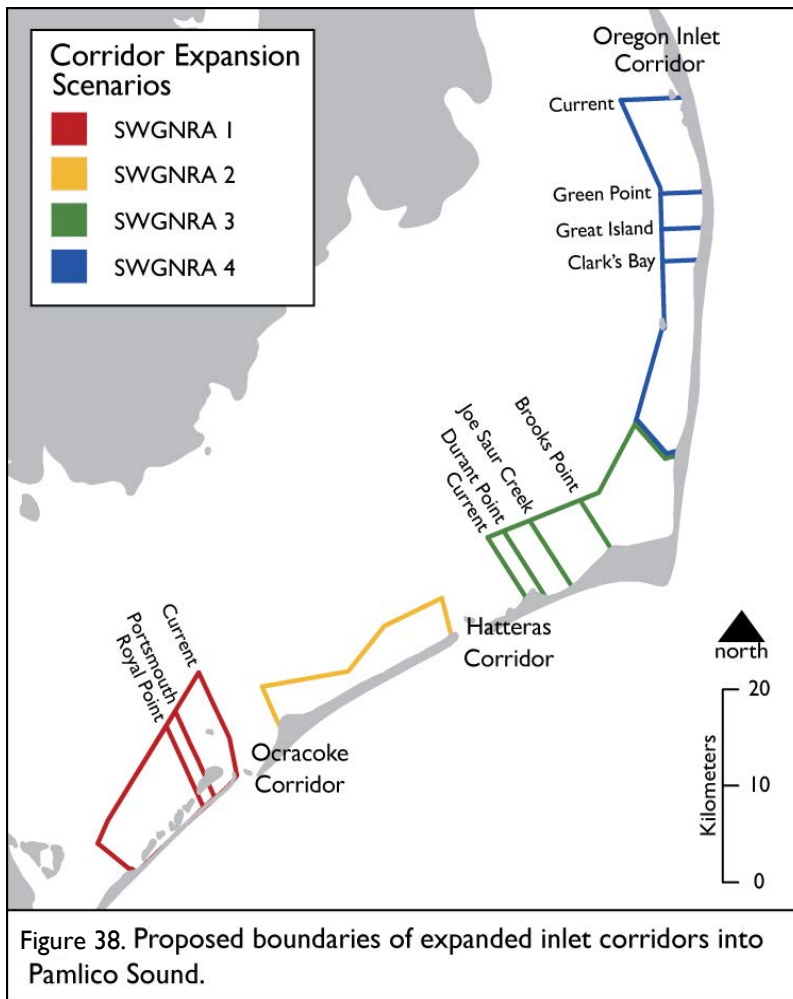 Corridor Expansion
Scenarios
SWGNRA 1
SWGNRA 2
SWGNRA 3
SWGNRA 4
Oregon Inlet
Corridor
Current
Green Point
Great Island
Clark's Bay
Brooks Point
Joe Saur Creek
Durant Point
Current
Hatteras
Corridor
Current
Portsmouth
Royal Point
Ocracoke
Corridor
north
20
10
0
Kilometers
Figure 38. Proposed boundaries of expanded inlet corridors into
Pamlico Sound.